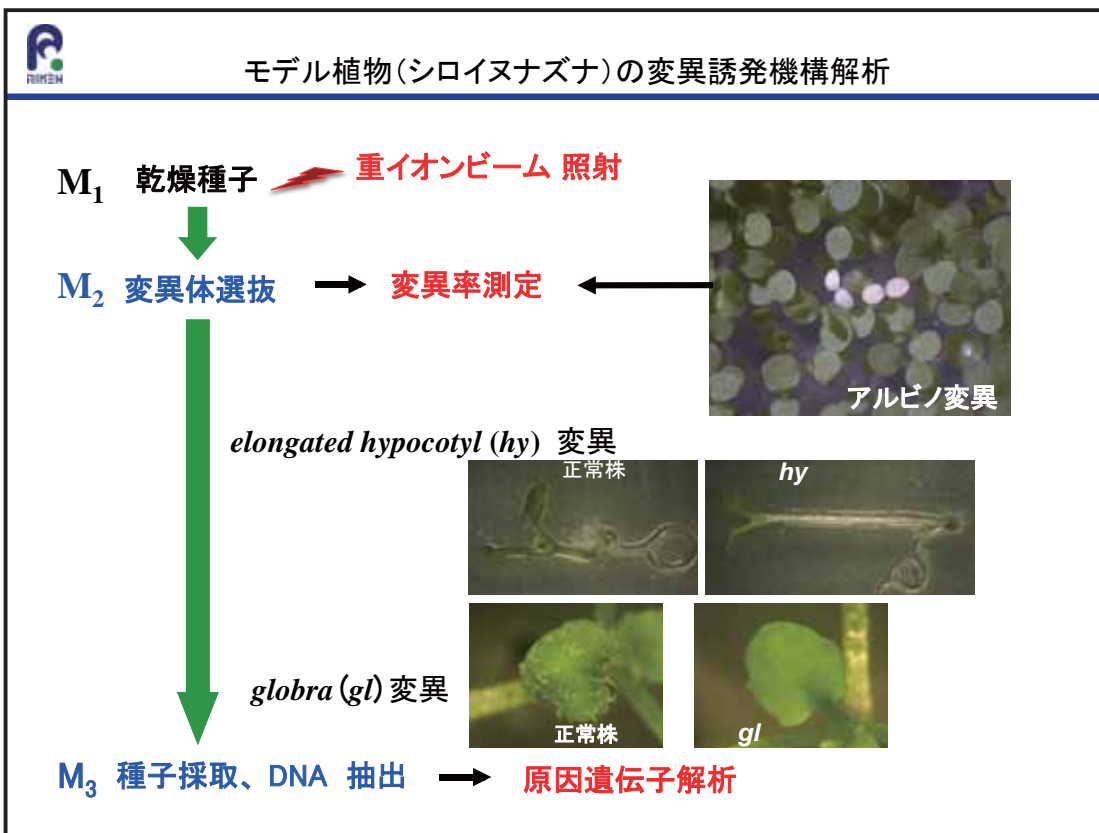 RIKEN
モデル植物(シロイヌナズナ)の変異誘発機構解析
M1 乾燥種子 重イオンビーム 照射
M2 変異体選抜 変異率測定
アルビノ変異
elongated hypocotyl (hy) 変異
正常株 hy
globra (gl) 変異
正常株 gl
M3 種子採取、DNA 抽出 原因遺伝子解析